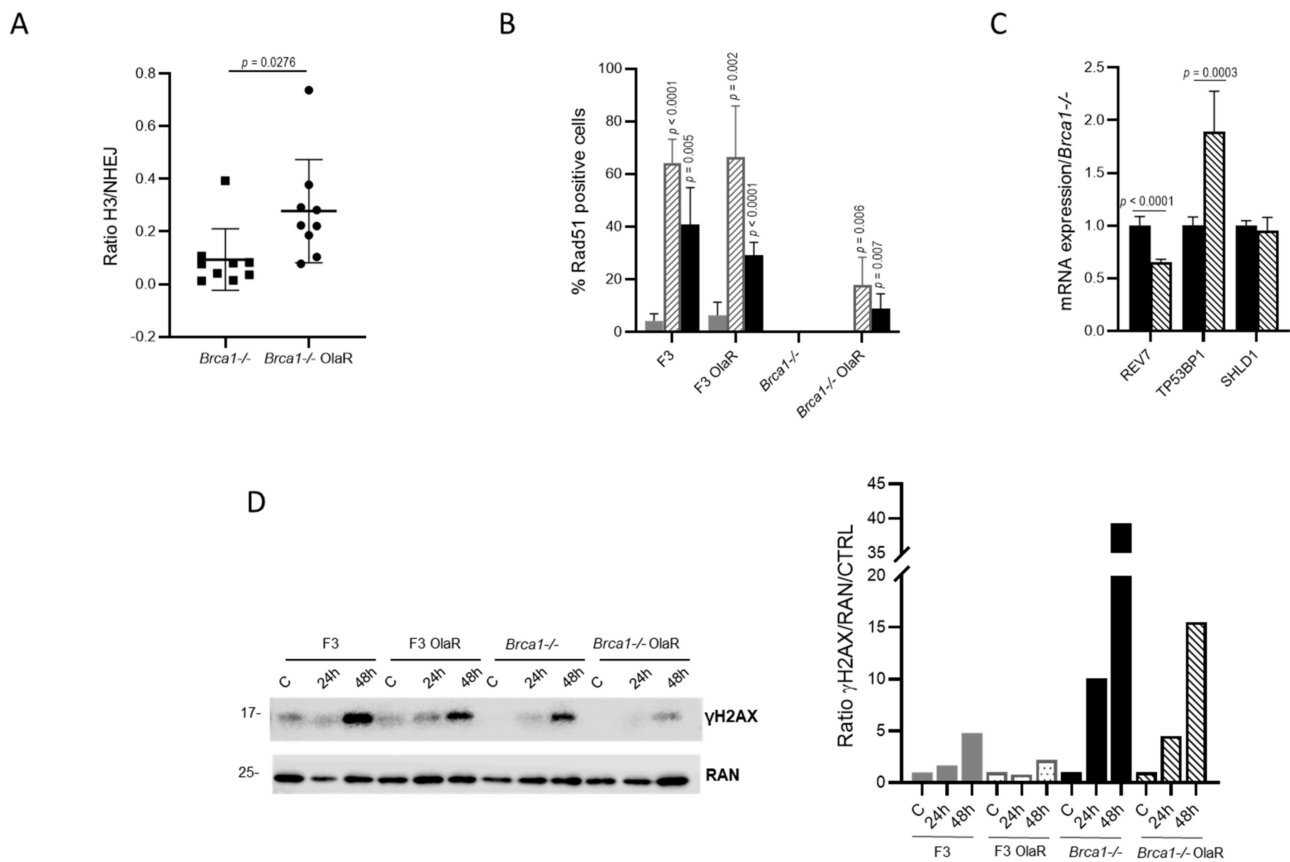 A
p = 0.0276
0.8
0.6
0.4
0.2
0.0
-0.2
Ratio H3/NHEJ
Brca1-/-
Brca1-/- OlaR
B
100
80
60
40
20
0
% Rad51 positive cells
p < 0.0001
p = 0.005
p = 0.002
p < 0.0001
p = 0.006
p = 0.007
F3
F3 OlaR
Brca1-/-
Brca1-/- OlaR
C
2.5
2.0
1.5
1.0
0.5
0.0
mRNA expression/Brca1-/-
p < 0.0001
p = 0.0003
REV7
TP53BP1
SHLD1
D
F3
F3 OlaR
Brca1-/-
Brca1-/- OlaR
C 24h 48h C 24h 48h C 24h 48h C 24h 48h
17-
γH2AX
25-
RAN
45
40
35
20
15
10
5
0
Ratio γH2AX/RAN/CTRL
C 24h 48h C 24h 48h C 24h 48h C 24h 48h
F3
F3 OlaR
Brca1-/-
Brca1-/- OlaR